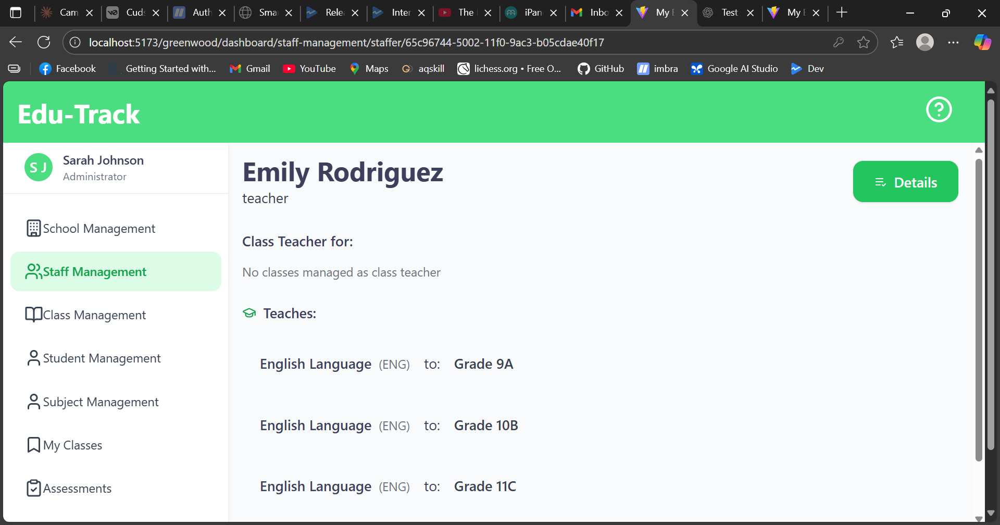 Cam
Cuds
Auth
Sma
Rele
Inter
The
iPan
Inbo
My E
Test
My E
localhost:5173/greenwood/dashboard/staff-management/staffer/65c96744-5002-11f0-9ac3-b05cdae40f17
Facebook
Getting Started with...
Gmail
YouTube
Maps
aqskill
lichess.org • Free O...
GitHub
imbra
Google AI Studio
Dev
Edu-Track
S J
Sarah Johnson
Administrator
School Management
Staff Management
Class Management
Student Management
Subject Management
My Classes
Assessments
Emily Rodriguez
teacher
Details
Class Teacher for:
No classes managed as class teacher
Teaches:
English Language (ENG) to: Grade 9A
English Language (ENG) to: Grade 10B
English Language (ENG) to: Grade 11C